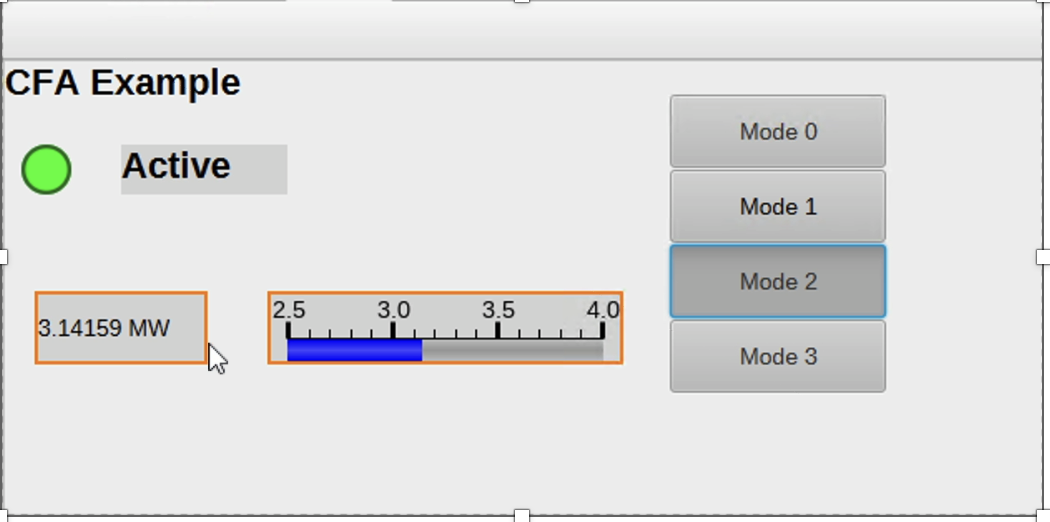 CFA Example
Active
3.14159 MW
2.5 3.0 3.5 4.0
Mode 0
Mode 1
Mode 2
Mode 3